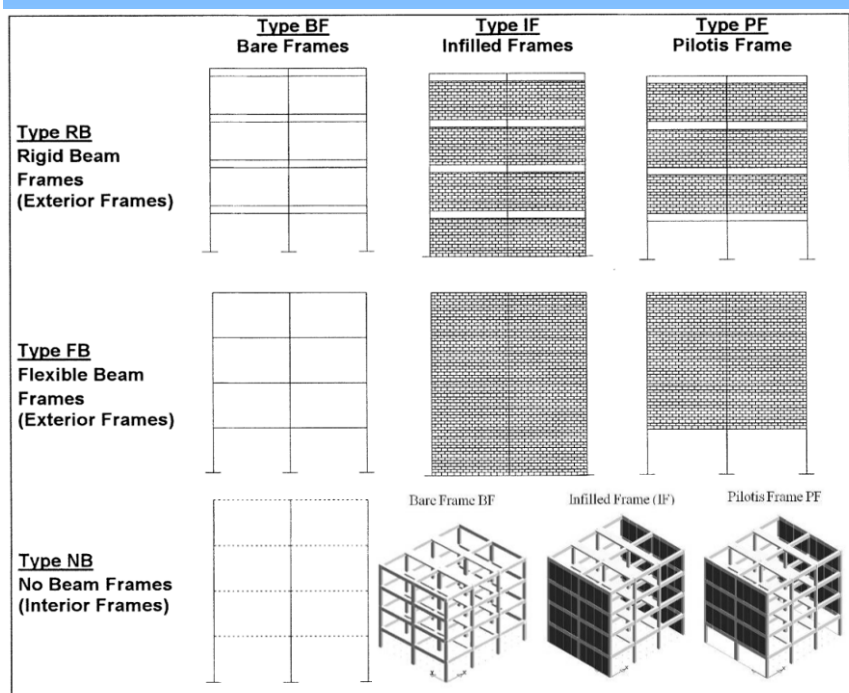 Type BF
Bare Frames
Type IF
Infilled Frames
Type PF
Pilotis Frame
Type RB
Rigid Beam
Frames
(Exterior Frames)
Type FB
Flexible Beam
Frames
(Exterior Frames)
Type NB
No Beam Frames
(Interior Frames)
Bare Frame BF
Infilled Frame (IF)
Pilotis Frame PF